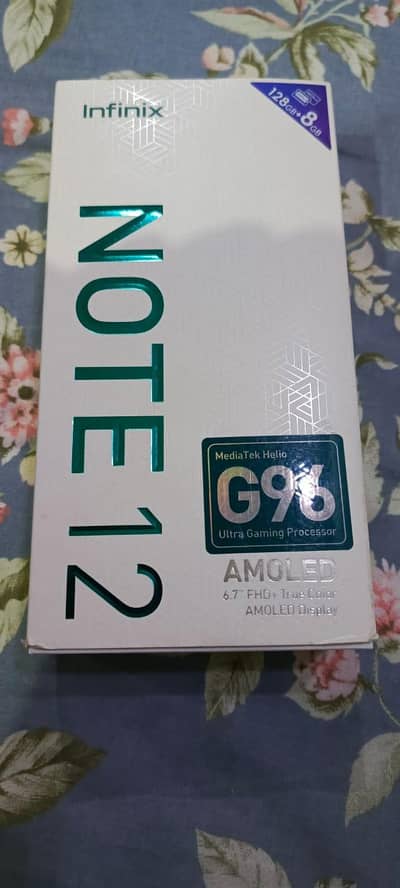 Infinix
128GB+8GB
NOTE 12
MediaTek Helio
G96
Ultra Gaming Processor
AMOLED
6.7" FHD+ True Color
AMOLED Display